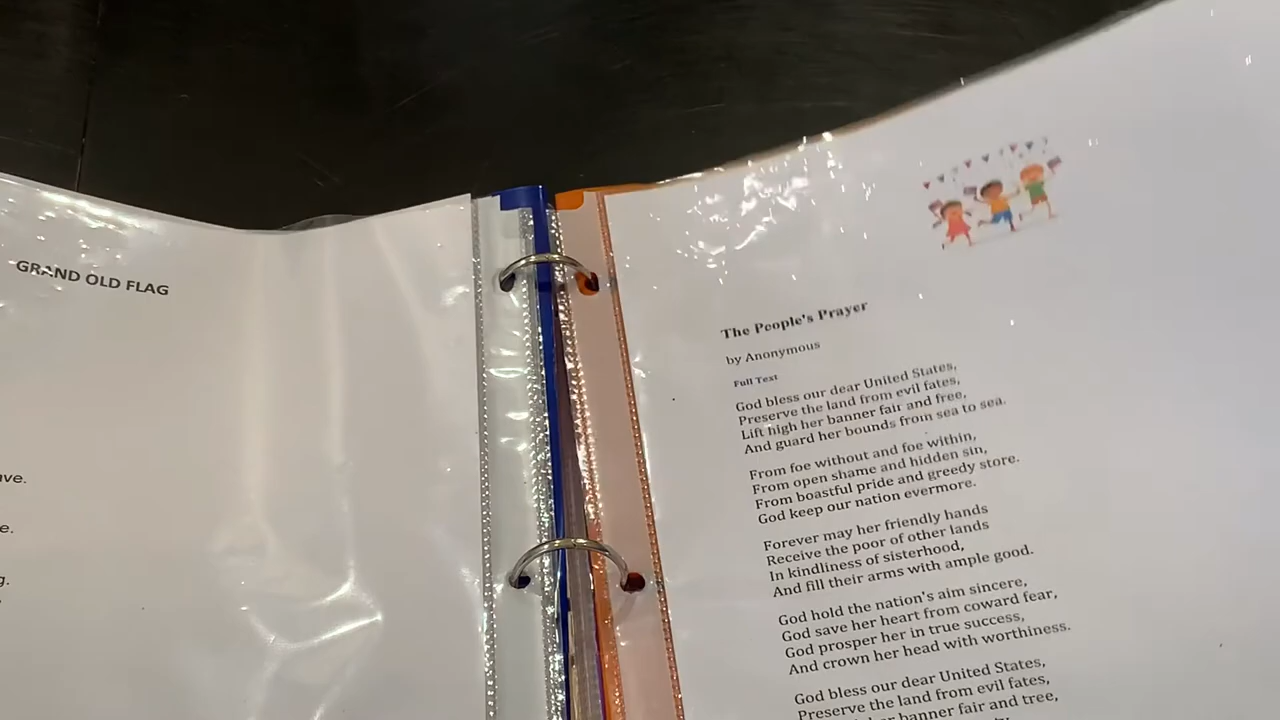 GRAND OLD FLAG
ve.
e.
g.
The People's Prayer
by Anonymous
Full Text
God bless our dear United States,
Preserve the land from evil fates,
Lift high her banner fair and free,
And guard her bounds from sea to sea.
From foe without and foe within,
From open shame and hidden sin,
From boastful pride and greedy store.
God keep our nation evermore.
Forever may her friendly hands
Receive the poor of other lands
In kindliness of sisterhood,
And fill their arms with ample good.
God hold the nation's aim sincere,
God save her heart from coward fear,
God prosper her in true success,
And crown her head with worthiness.
God bless our dear United States,
Preserve the land from evil fates,
banner fair and tree,